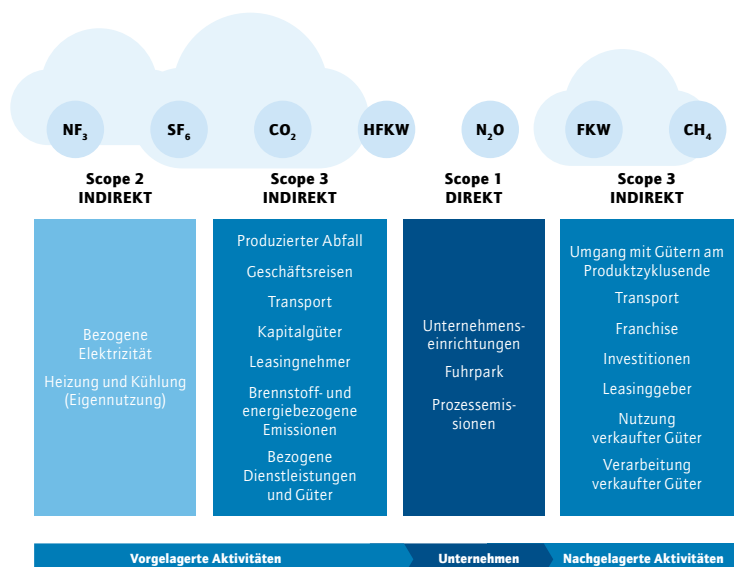 NF₃ SF₆ CO₂ HFKW N₂O FKW CH₄
Scope 2
INDIREKT
Bezogene
Elektrizität
Heizung und Kühlung
(Eigennutzung)
Scope 3
INDIREKT
Produzierter Abfall
Geschäftsreisen
Transport
Kapitalgüter
Leasingnehmer
Brennstoff- und
energiebezogene
Emissionen
Bezogene
Dienstleistungen
und Güter
Scope 1
DIREKT
Unternehmens-
einrichtungen
Fuhrpark
Prozessemis-
sionen
Scope 3
INDIREKT
Umgang mit Gütern am
Produktzyklusende
Transport
Franchise
Investitionen
Leasinggeber
Nutzung
verkaufter Güter
Verarbeitung
verkaufter Güter
Vorgelagerte Aktivitäten Unternehmen Nachgelagerte Aktivitäten